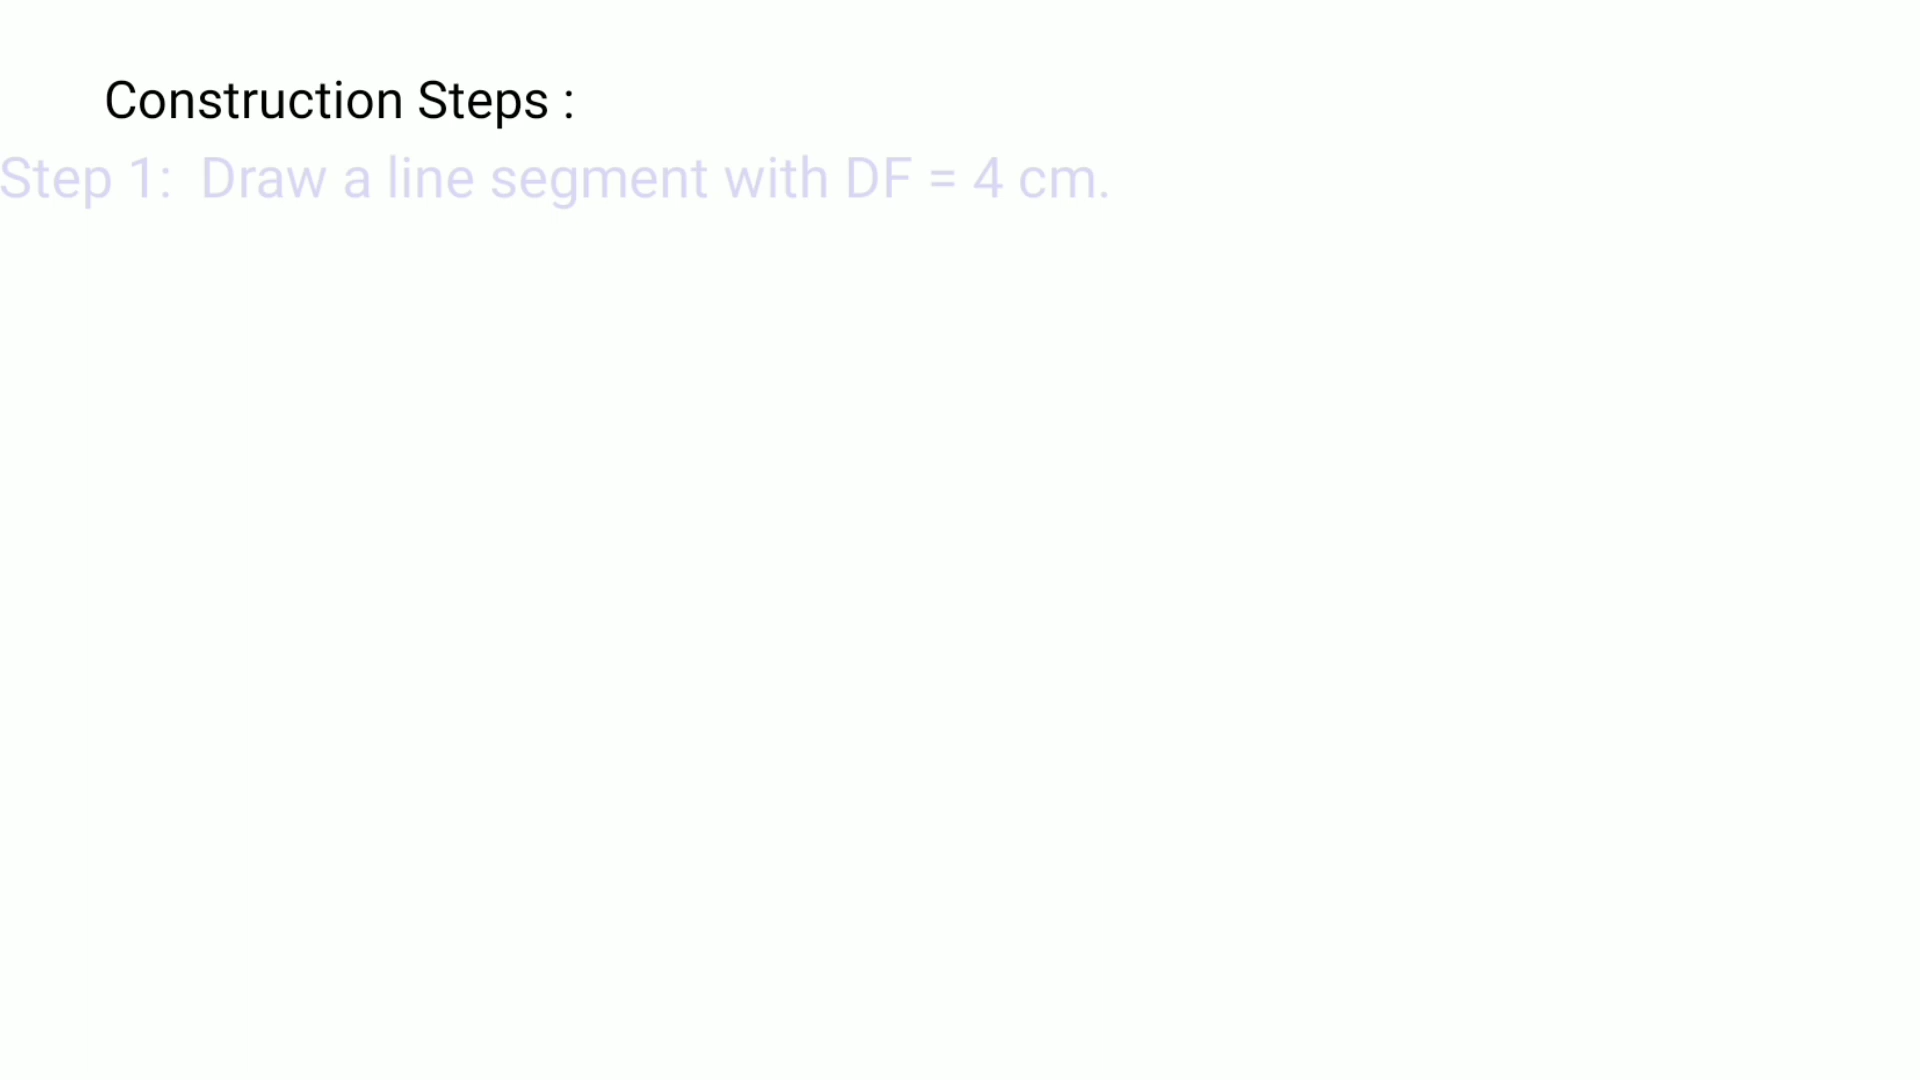 Construction Steps :
Step 1:  Draw a line segment with DF = 4 cm.